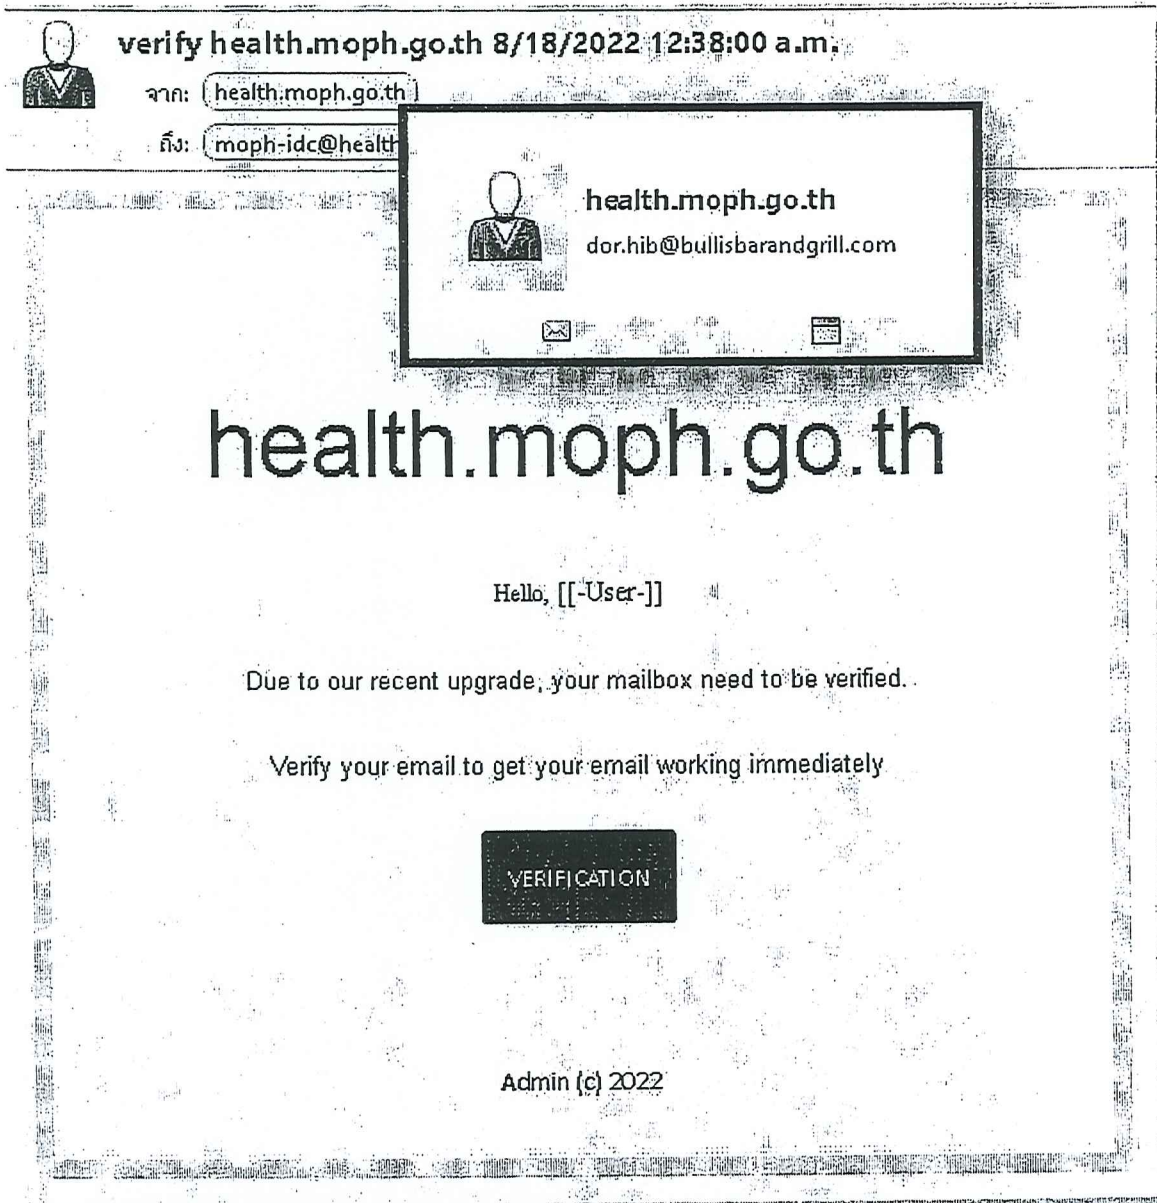 verify health.moph.go.th 8/18/2022 12:38:00 a.m.
จาก: health.moph.go.th
ถึง: moph-idc@health
health.moph.go.th
dor.hib@bullisbarandgrill.com
health.moph.go.th
Hello, [[-User-]]
Due to our recent upgrade, your mailbox need to be verified.
Verify your email to get your email working immediately
VERIFICATION
Admin (c) 2022